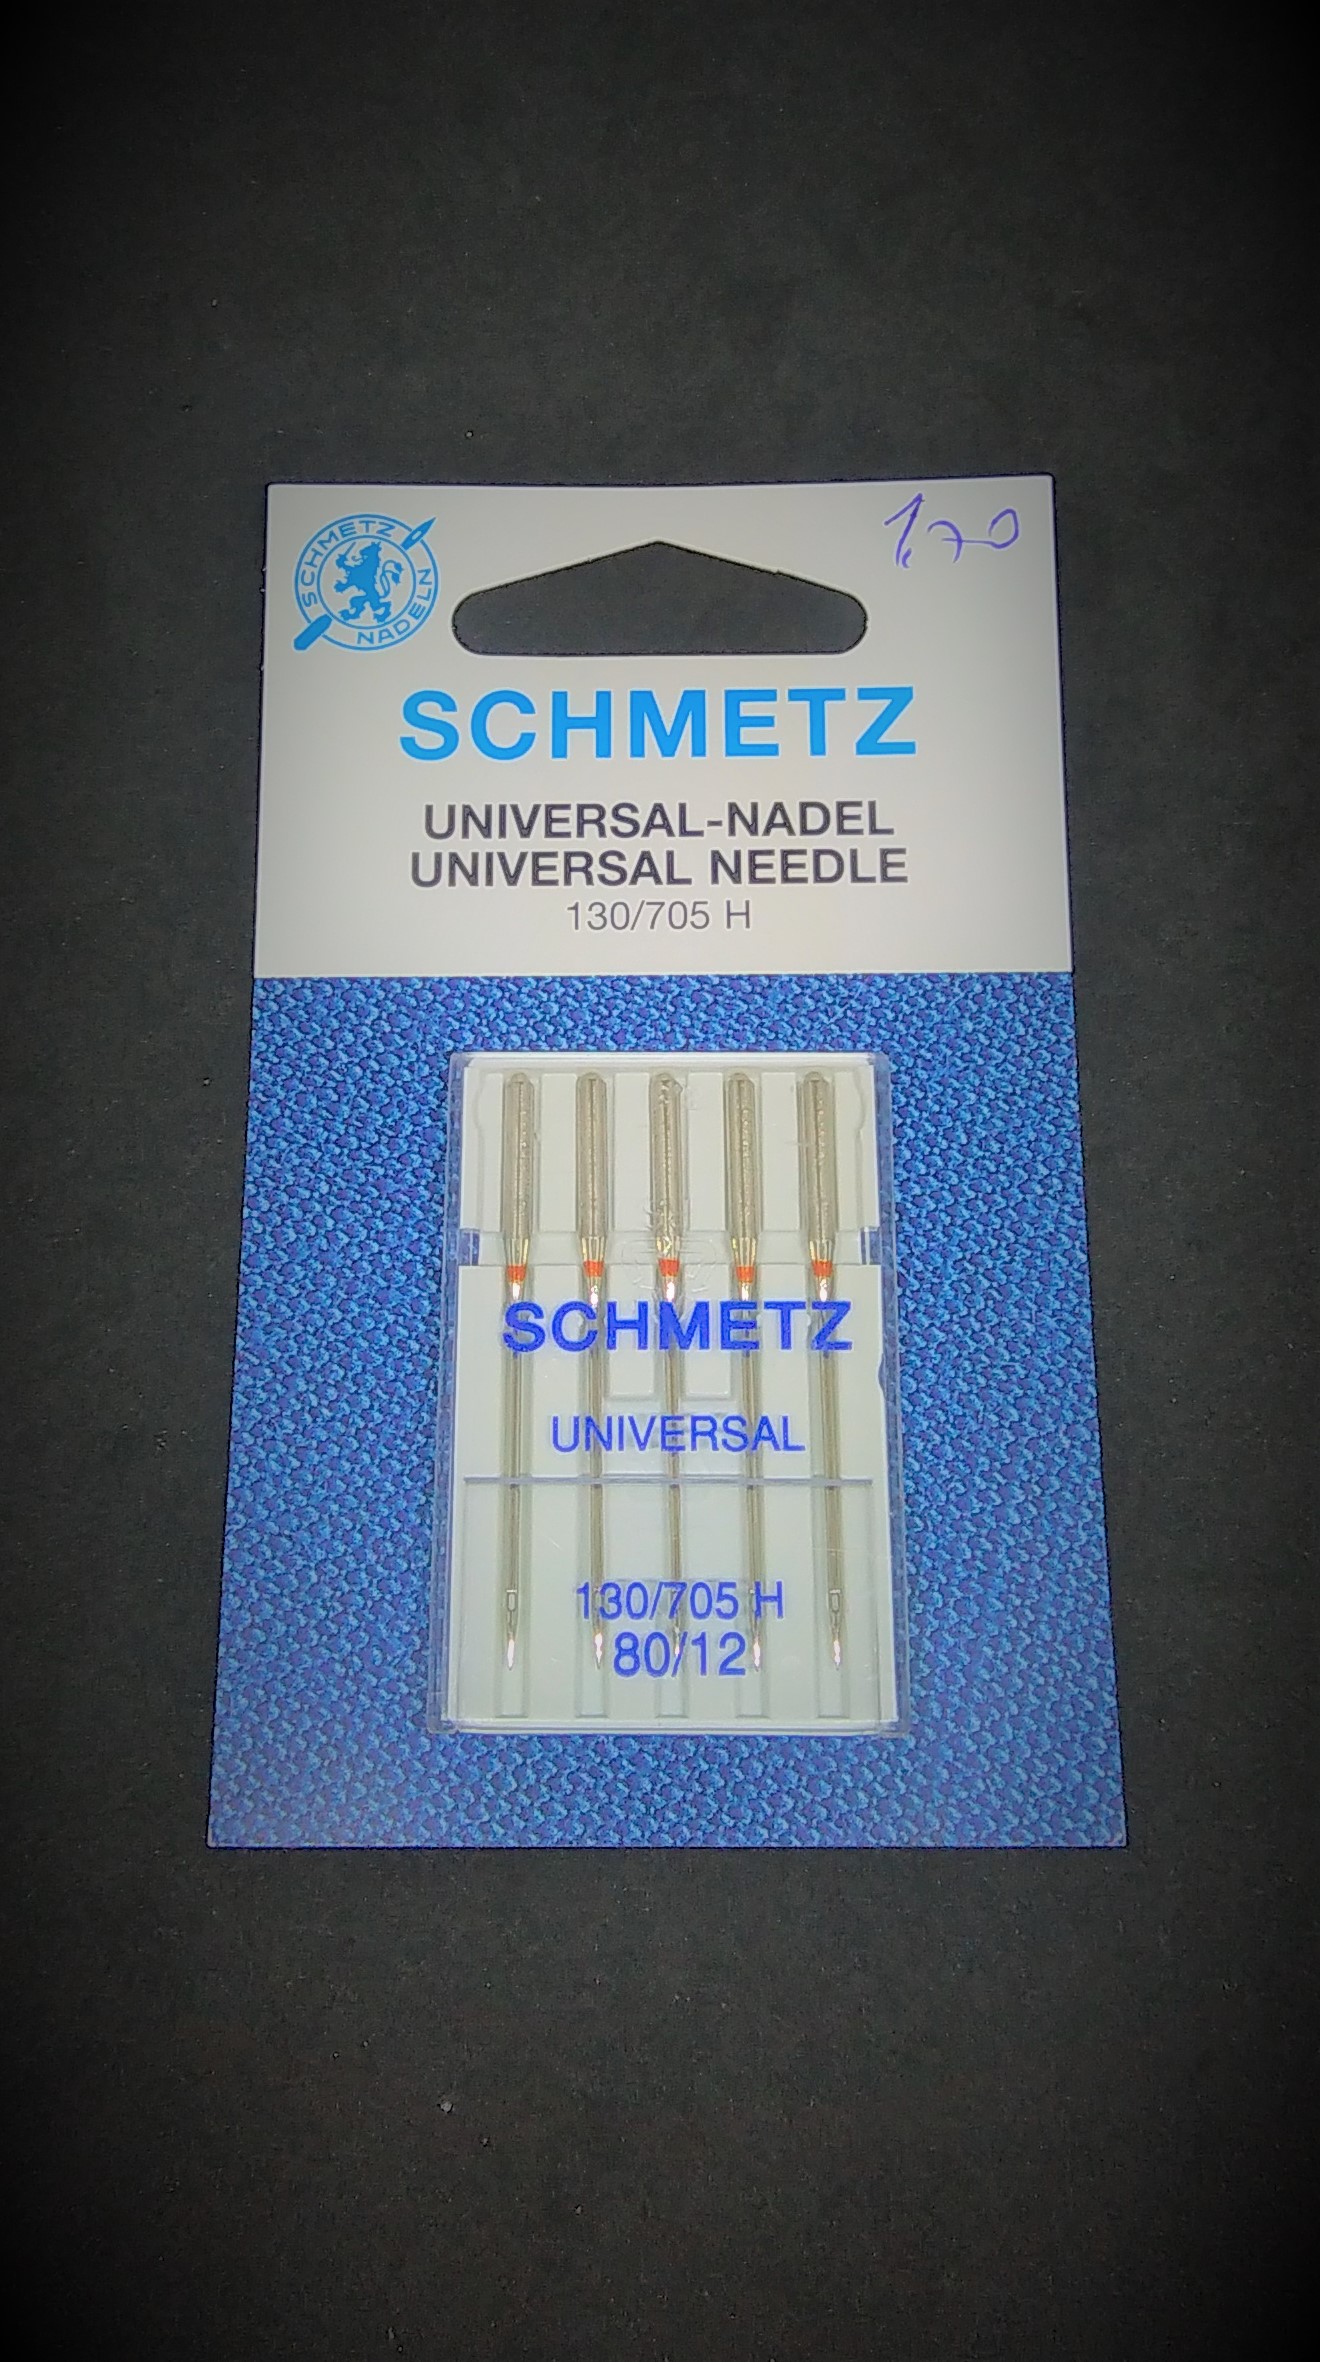 SCHMETZ
NADELN
1,70
SCHMETZ
UNIVERSAL-NADEL
UNIVERSAL NEEDLE
130/705 H
SCHMETZ
UNIVERSAL
130/705 H
80/12